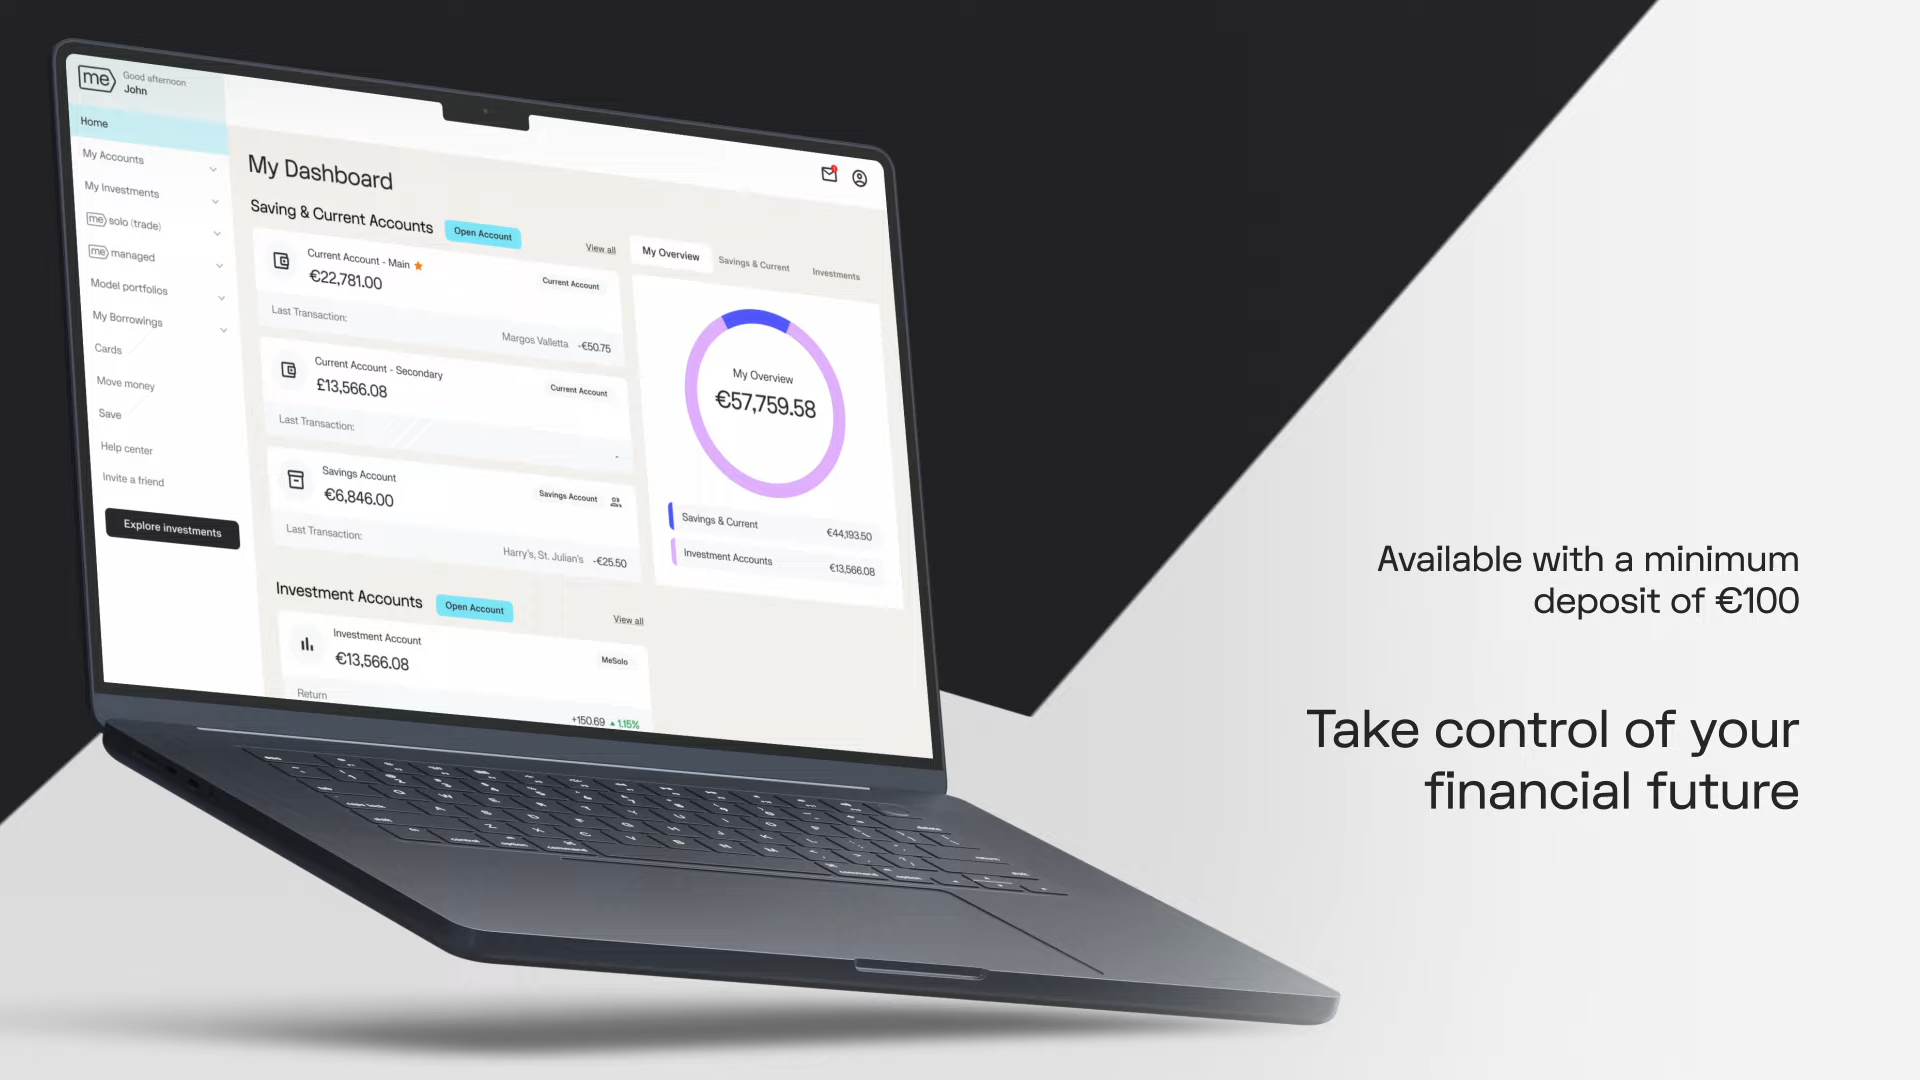 me
Good afternoon
John
Home
My Accounts
My Investments
me solo (trade)
me managed
Model portfolios
My Borrowings
Cards
Move money
Save
Help center
Invite a friend
Explore investments
My Dashboard
Saving & Current Accounts
Open Account
View all
Current Account - Main
€22,781.00
Current Account
Last Transaction:
Margos Valletta -€50.75
Current Account - Secondary
£13,566.08
Current Account
Last Transaction:
-
Savings Account
€6,846.00
Savings Account
Last Transaction:
Harry's, St. Julian's -€25.50
Investment Accounts
Open Account
View all
Investment Account
€13,566.08
MeSolo
Return
+150.69 ▲ 1.15%
My Overview
Savings & Current
Investments
My Overview
€57,759.58
Savings & Current €44,193.50
Investment Accounts €13,566.08
Available with a minimum
deposit of €100
Take control of your
financial future